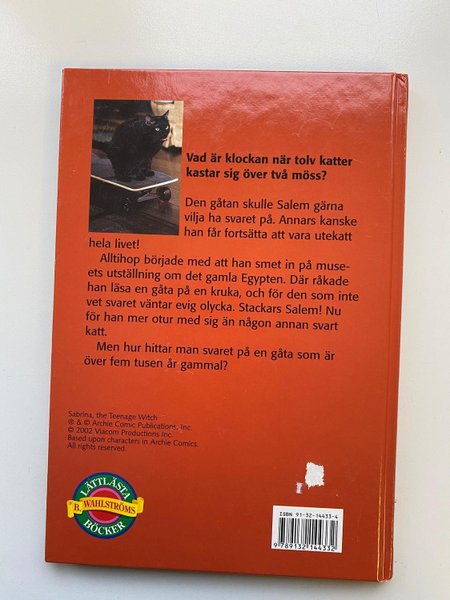 Vad är klockan när tolv katter
kastar sig över två möss?
Den gåtan skulle Salem gärna
vilja ha svaret på. Annars kanske
han får fortsätta att vara utekatt
hela livet!
Alltihop började med att han smet in på muse-
ets utställning om det gamla Egypten. Där råkade
han läsa en gåta på en kruka, och för den som inte
vet svaret väntar evig olycka. Stackars Salem! Nu
för han mer otur med sig än någon annan svart
katt.
Men hur hittar man svaret på en gåta som är
över fem tusen år gammal?
Sabrina, the Teenage Witch
® & © Archie Comic Publications, Inc.
© 2002 Viacom Productions Inc.
Based upon characters in Archie Comics.
All rights reserved.
LÄTTLÄSTA
B. WAHLSTRÖMS
BÖCKER
ISBN 91-32-14433-4
9 789132 144332